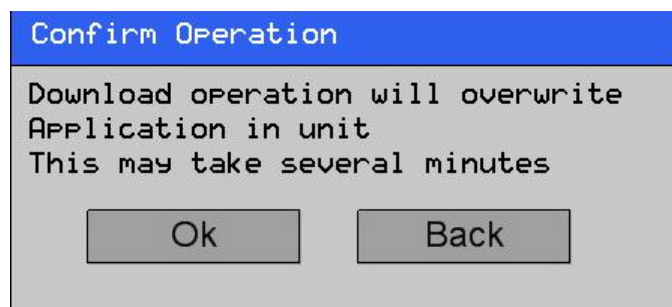 Confirm Operation
Download operation will overwrite
Application in unit
This may take several minutes
Ok
Back